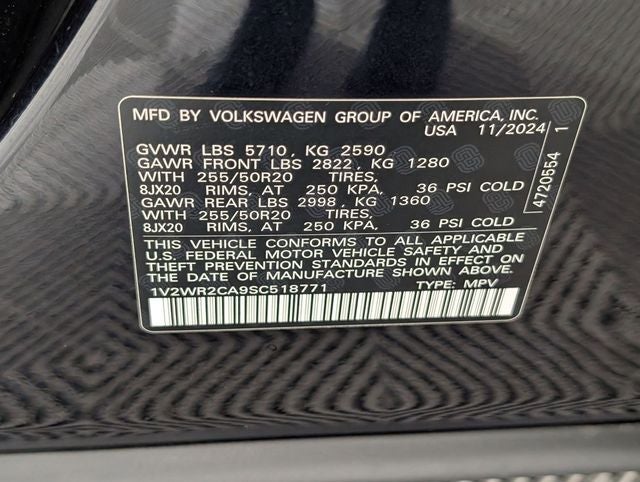 MFD BY VOLKSWAGEN GROUP OF AMERICA, INC.
USA 11/2024
GVWR LBS 5710, KG 2590
GAWR FRONT LBS 2822, KG 1280
WITH 255/50R20 TIRES,
8JX20 RIMS, AT 250 KPA, 36 PSI COLD
GAWR REAR LBS 2998, KG 1360
WITH 255/50R20 TIRES,
8JX20 RIMS, AT 250 KPA, 36 PSI COLD
THIS VEHICLE CONFORMS TO ALL APPLICABLE
U.S. FEDERAL MOTOR VEHICLE SAFETY AND
THEFT PREVENTION STANDARDS IN EFFECT ON
THE DATE OF MANUFACTURE SHOWN ABOVE.
1V2WR2CA9SC518771 TYPE: MPV
4720554 1